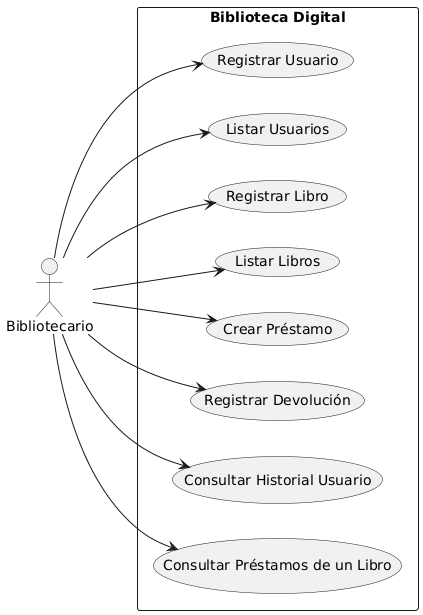 Biblioteca Digital
Registrar Usuario
Listar Usuarios
Registrar Libro
Listar Libros
Bibliotecario
Crear Préstamo
Registrar Devolución
Consultar Historial Usuario
Consultar Préstamos de un Libro